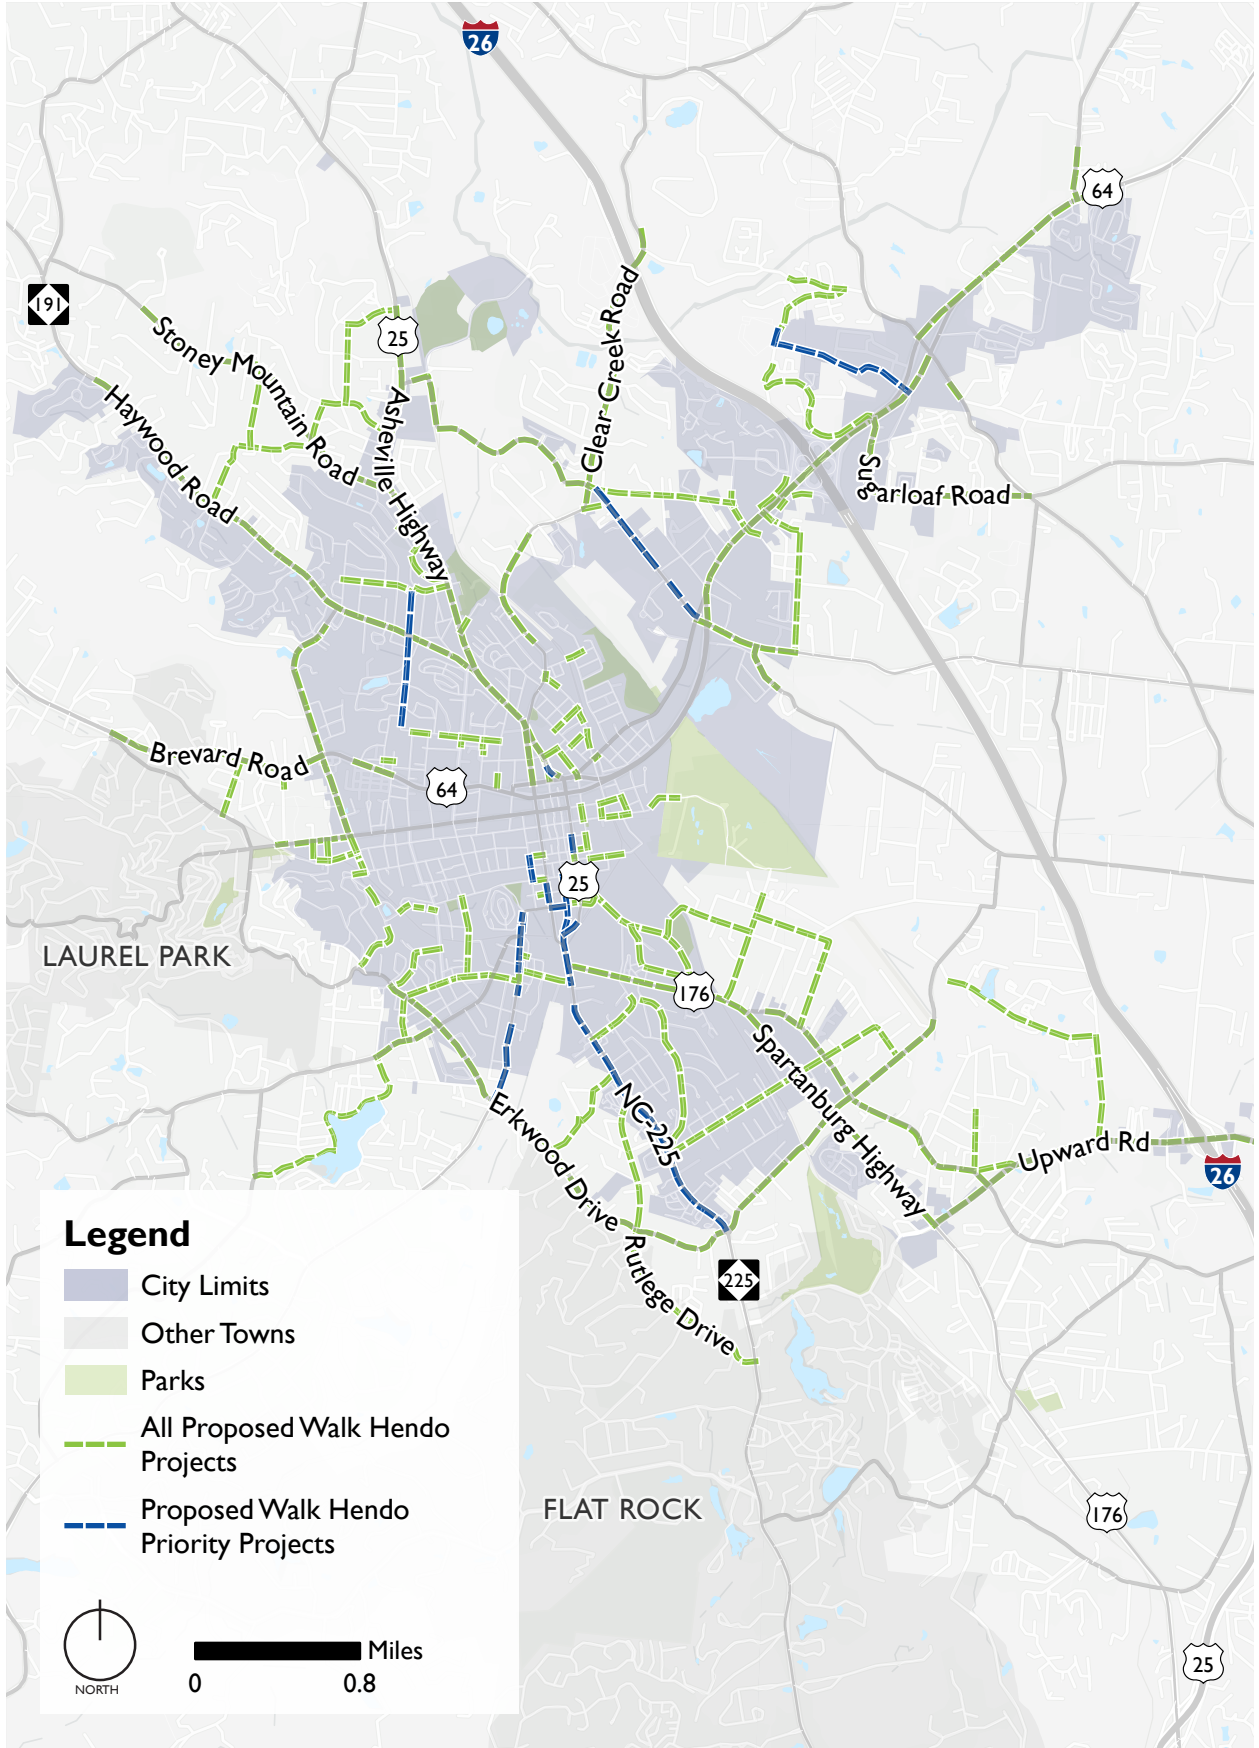 26
64
191
25
Clear Creek Road
Stoney Mountain Road
Haywood Road
Asheville Highway
Sugarloaf Road
Brevard Road
64
25
LAUREL PARK
176
Spartanburg Highway
NC-225
Erkwood Drive
Upward Rd
26
Rutlege Drive
225
Legend
City Limits
Other Towns
Parks
All Proposed Walk Hendo
Projects
Proposed Walk Hendo
Priority Projects
FLAT ROCK
176
25
NORTH
Miles
0 0.8